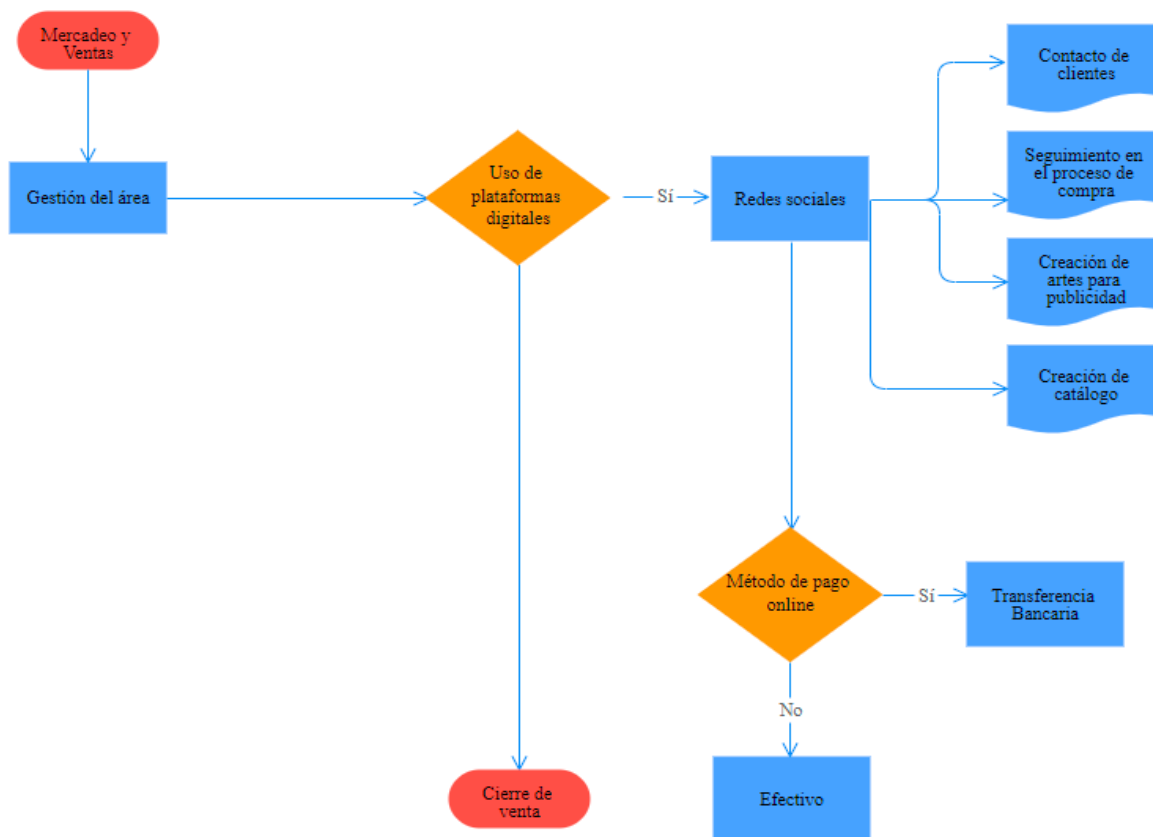 Mercadeo y
Ventas
Gestión del área
Uso de
plataformas
digitales
Sí
Redes sociales
Contacto de
clientes
Seguimiento en
el proceso de
compra
Creación de
artes para
publicidad
Creación de
catálogo
Método de pago
online
Sí
Transferencia
Bancaria
No
Efectivo
Cierre de
venta